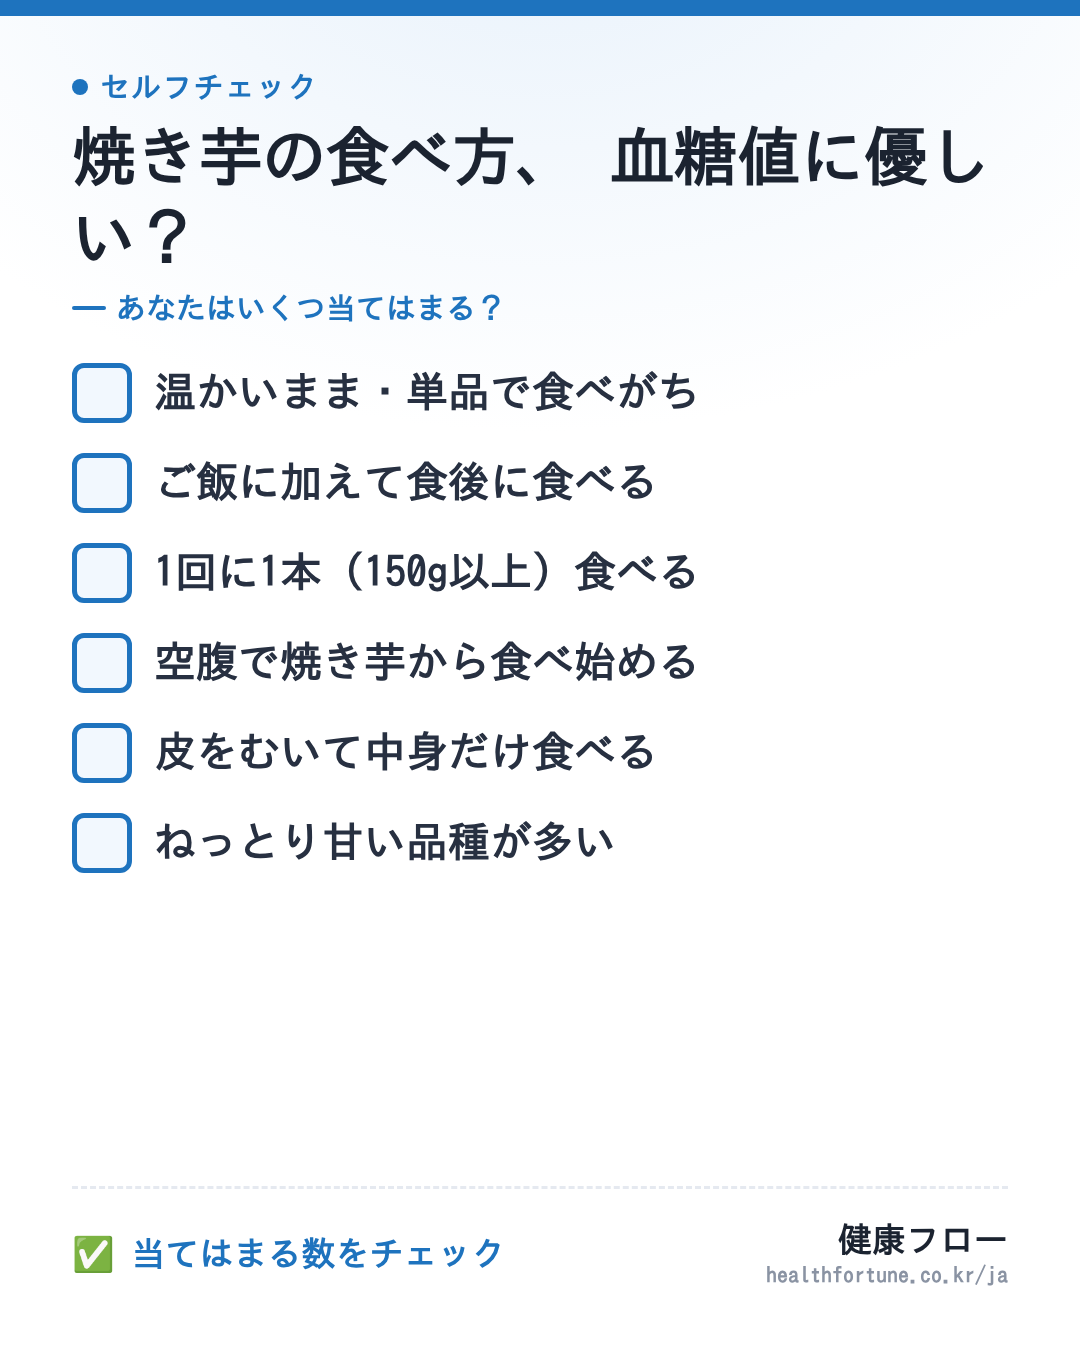 セルフチェック
焼き芋の食べ方、 血糖値に優し
い？
― あなたはいくつ当てはまる？
温かいまま・単品で食べがち
ご飯に加えて食後に食べる
1回に1本（150g以上）食べる
空腹で焼き芋から食べ始める
皮をむいて中身だけ食べる
ねっとり甘い品種が多い
✅ 当てはまる数をチェック
健康フロー
healthfortune.co.kr/ja